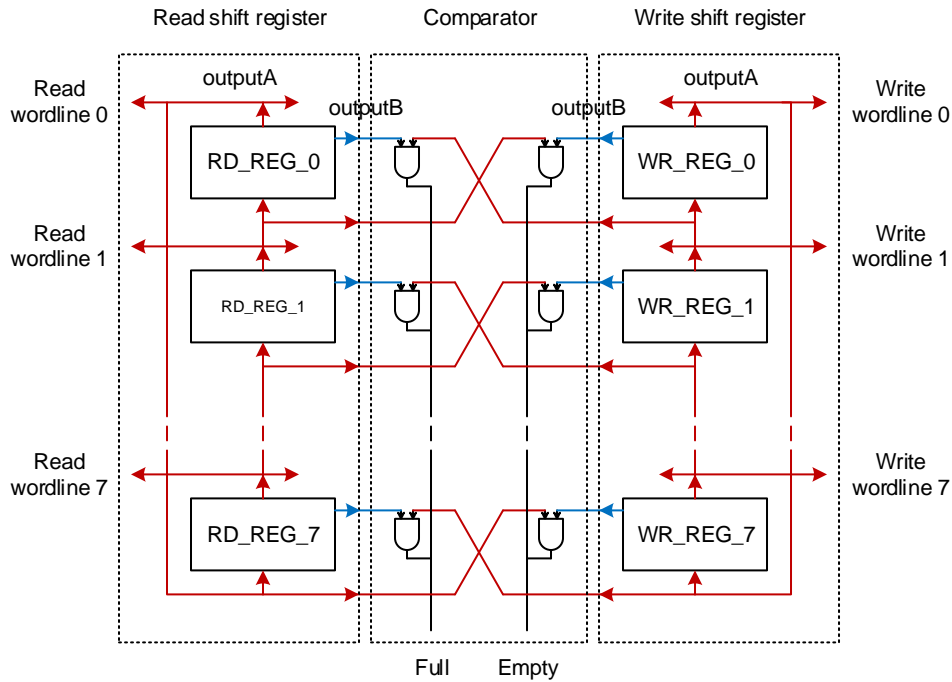 Read shift register
Comparator
Write shift register
Read
wordline 0
outputA
outputB
outputB
outputA
Write
wordline 0
RD_REG_0
WR_REG_0
Read
wordline 1
Write
wordline 1
RD_REG_1
WR_REG_1
Read
wordline 7
Write
wordline 7
RD_REG_7
WR_REG_7
Full
Empty